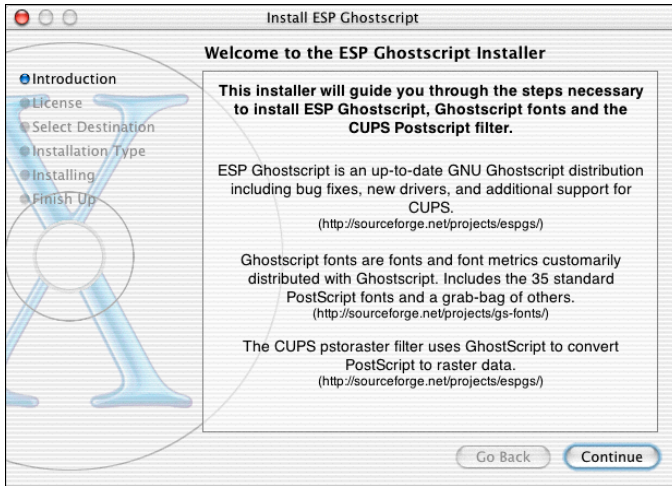 Install ESP Ghostscript
Welcome to the ESP Ghostscript Installer
Introduction
License
Select Destination
Installation Type
Installing
Finish Up
This installer will guide you through the steps necessary
to install ESP Ghostscript, Ghostscript fonts and the
CUPS Postscript filter.
ESP Ghostscript is an up-to-date GNU Ghostscript distribution
including bug fixes, new drivers, and additional support for
CUPS.
(http://sourceforge.net/projects/espgs/)
Ghostscript fonts are fonts and font metrics customarily
distributed with Ghostscript. Includes the 35 standard
PostScript fonts and a grab-bag of others.
(http://sourceforge.net/projects/gs-fonts/)
The CUPS pstoraster filter uses GhostScript to convert
PostScript to raster data.
(http://sourceforge.net/projects/espgs/)
Go Back
Continue